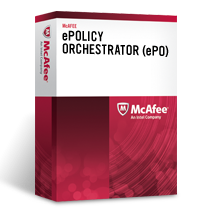 McAFEE
ePOLICY
ORCHESTRATOR (ePO)
McAfee
An Intel Company